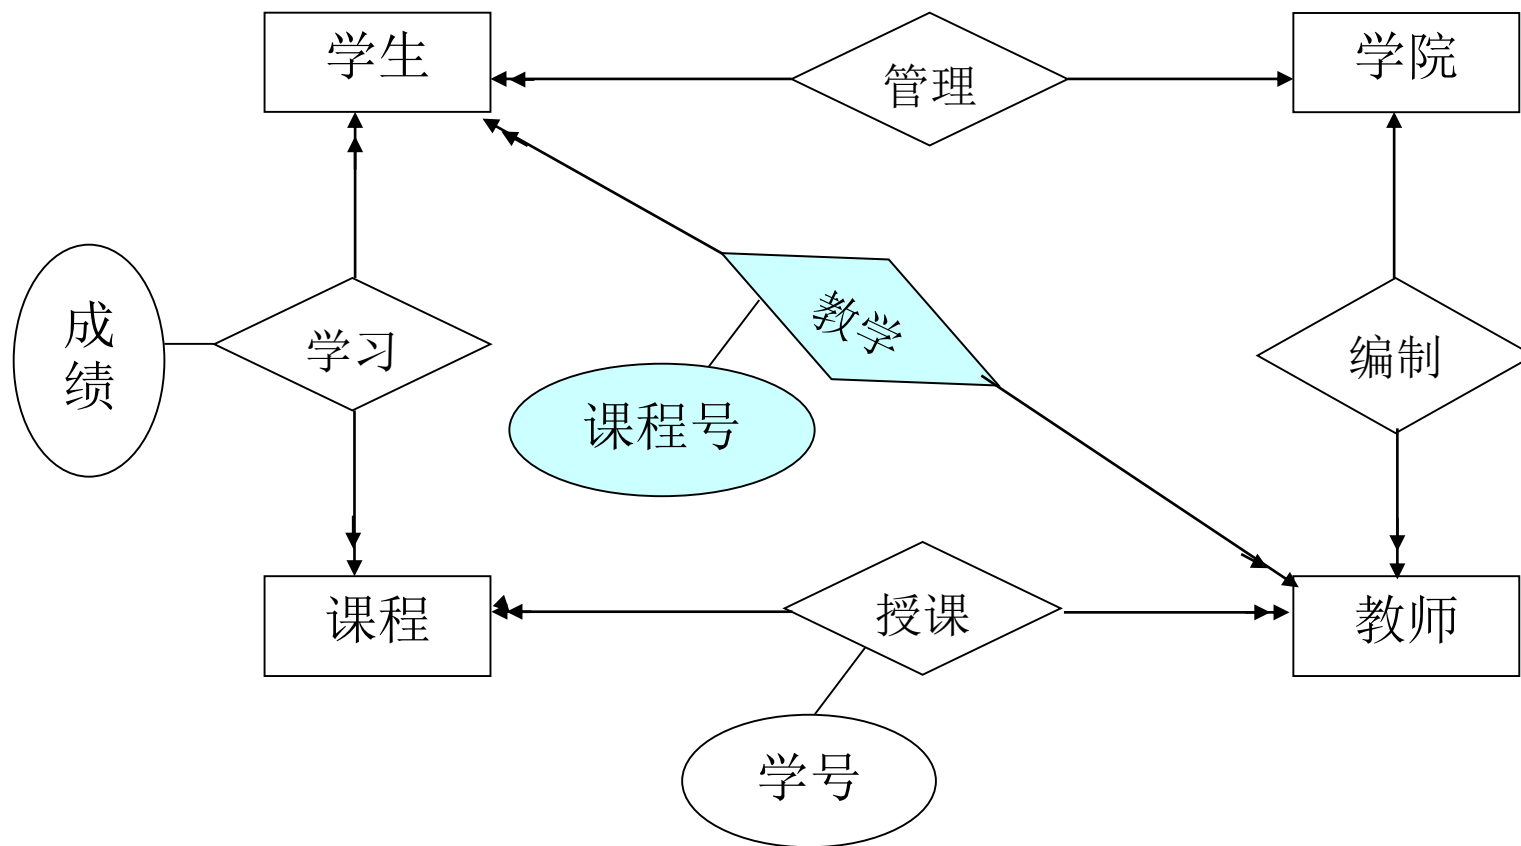 学生
管理
学院
成
绩
学习
教学
编制
课程号
课程
授课
教师
学号